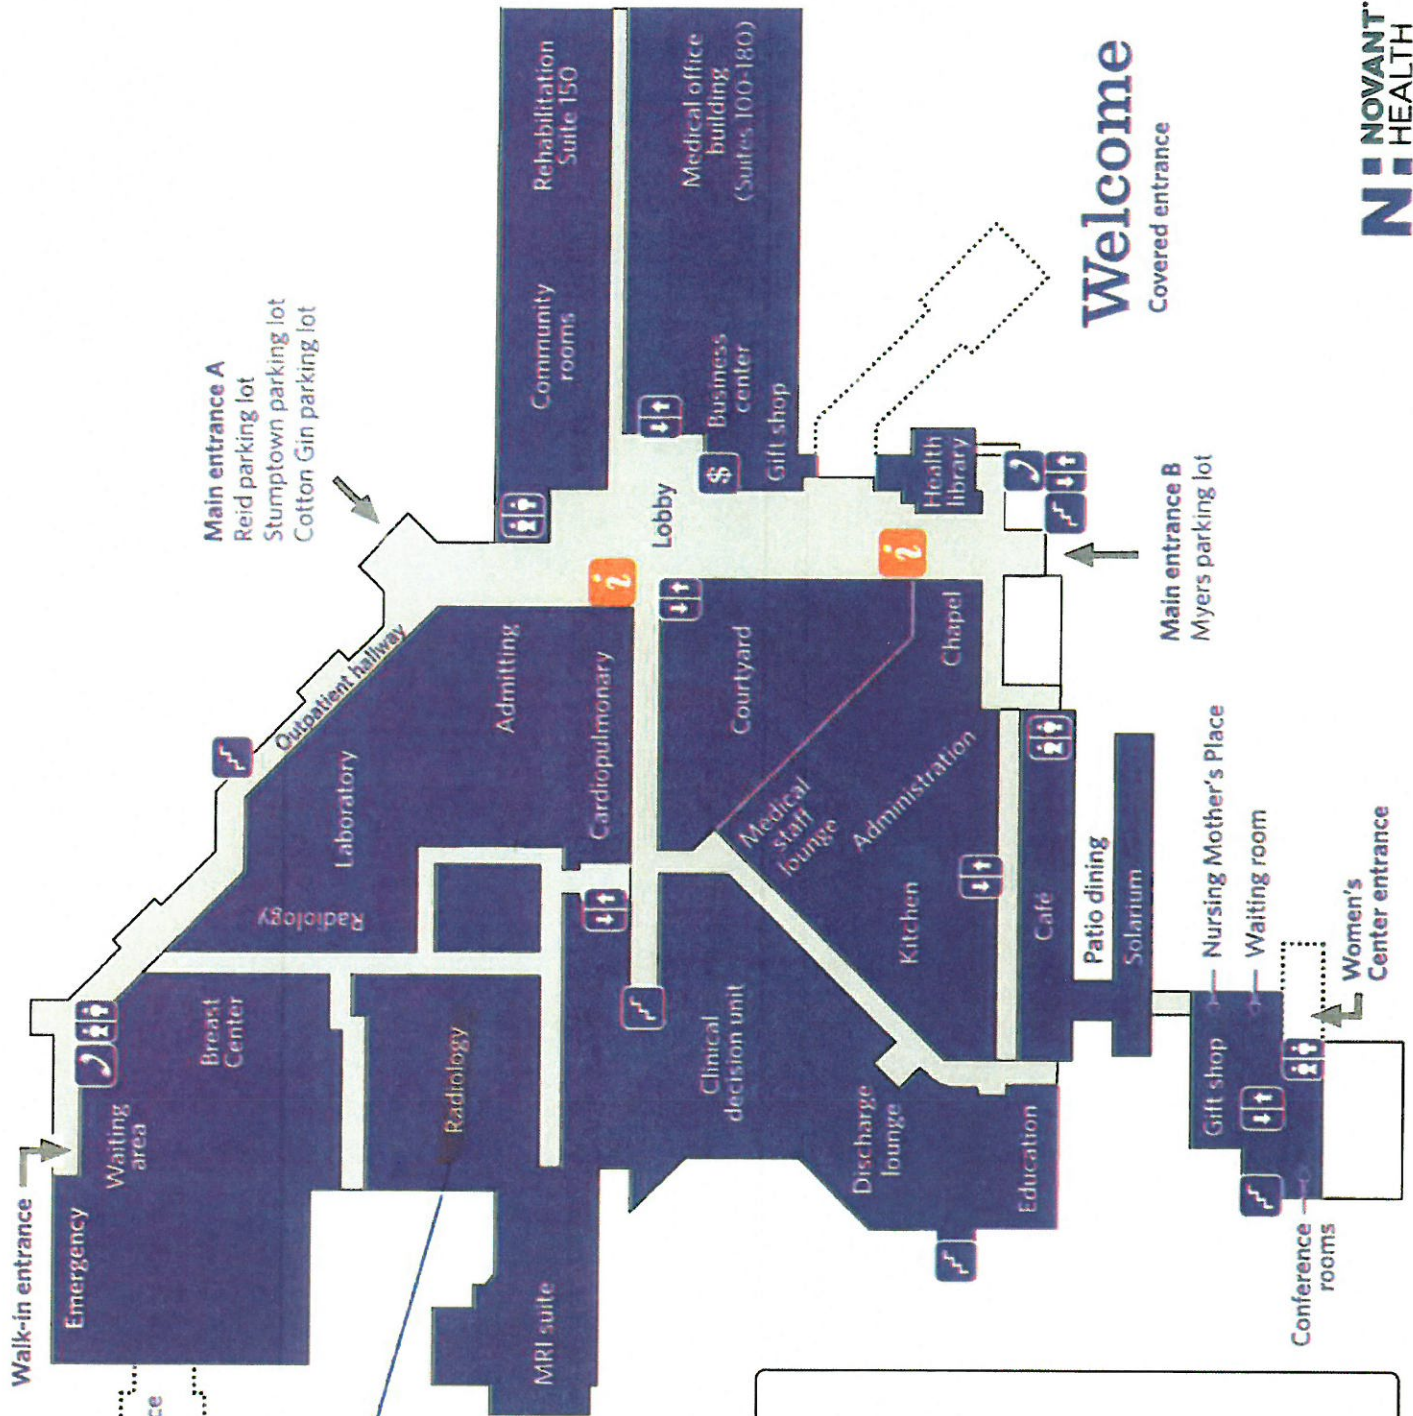 Walk-in entrance
Emergency
Waiting
area
Breast
Center
Radiology
MRI suite
Main entrance A
Reid parking lot
Stumptown parking lot
Cotton Gin parking lot
Outpatient hallway
Laboratory
Radiology
Admitting
Cardiopulmonary
Community
rooms
Rehabilitation
Suite 150
Medical office
building
(Suites 100-180)
Lobby
$
Business
center
Gift shop
i
i
Courtyard
Medical
staff
lounge
Clinical
decision unit
Administration
Chapel
Health
library
Kitchen
Discharge
lounge
Education
Café
Patio dining
Solarium
Welcome
Covered entrance
Main entrance B
Myers parking lot
Nursing Mother's Place
Waiting room
Gift shop
Women's
Center entrance
Conference
rooms
N NOVANT
HEALTH